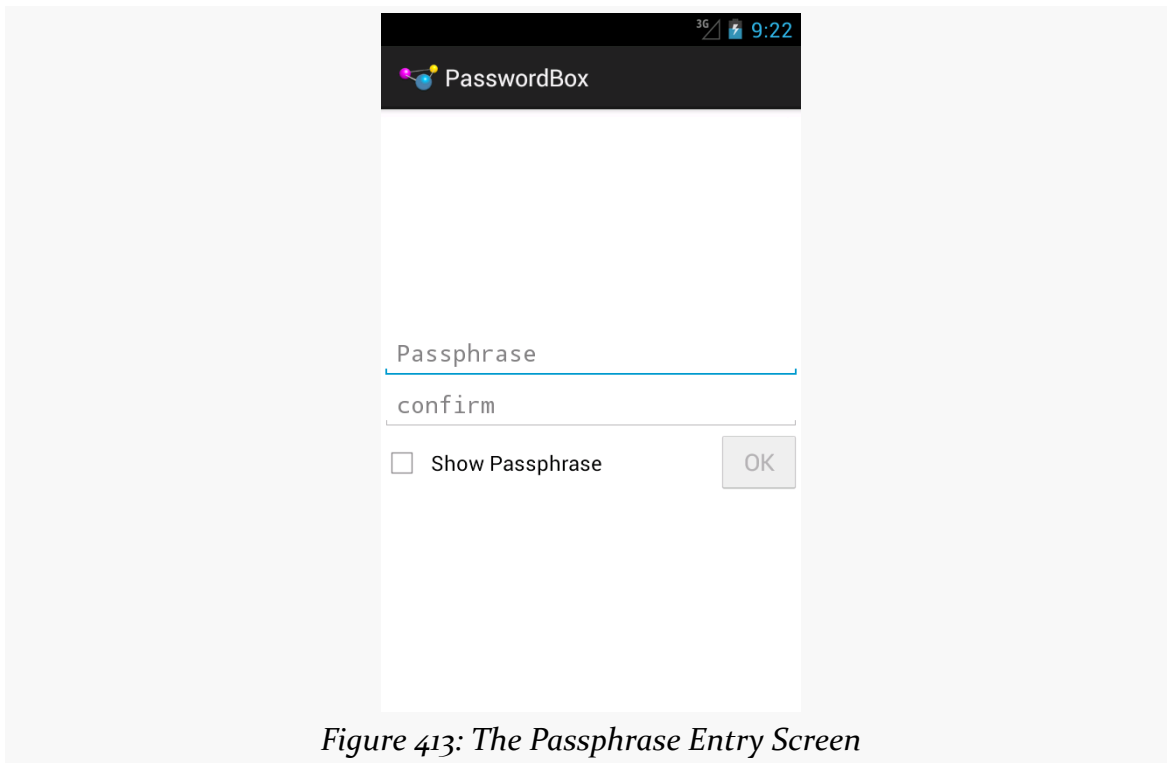 3G 9:22
PasswordBox
Passphrase
confirm
Show Passphrase OK
Figure 413: The Passphrase Entry Screen